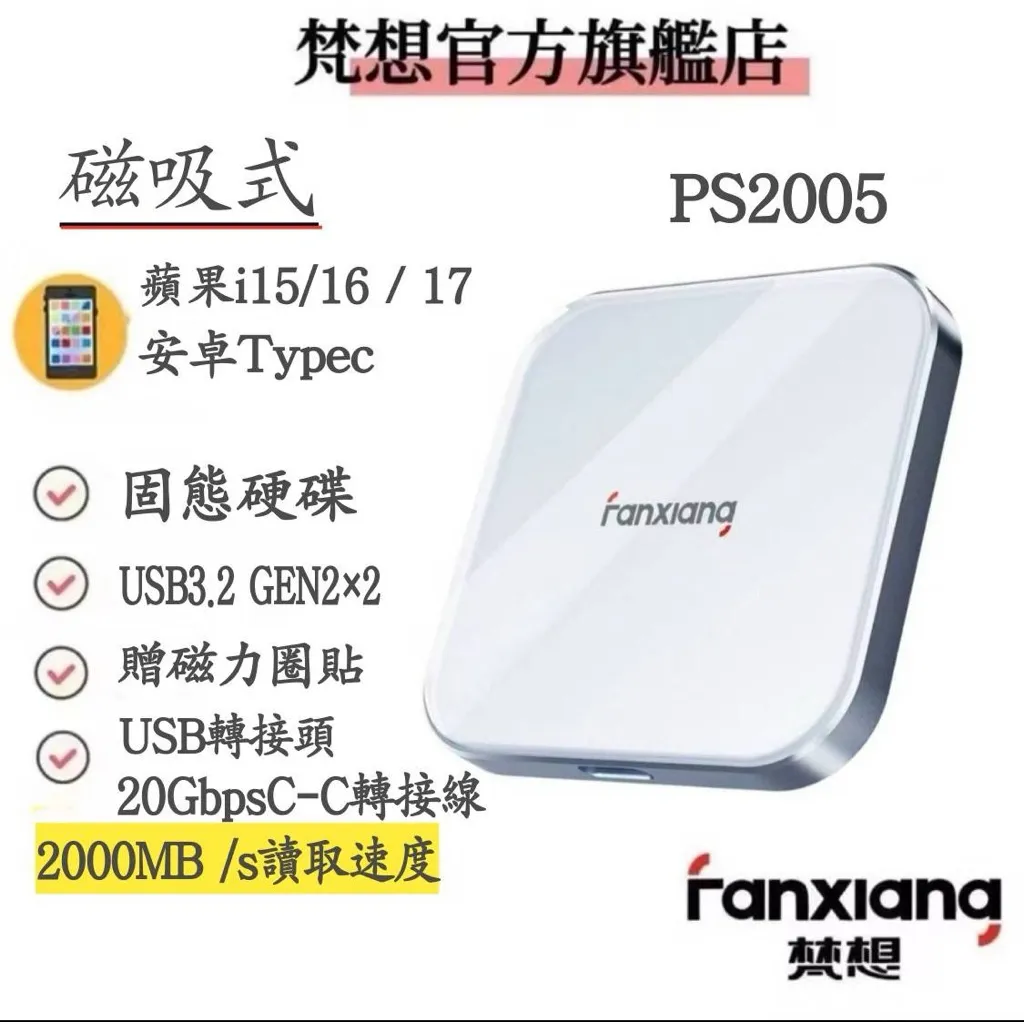 梵想官方旗艦店
磁吸式
PS2005
蘋果i15/16 / 17
安卓Typec
固態硬碟
USB3.2 GEN2×2
贈磁力圈貼
USB轉接頭
20GbpsC-C轉接線
2000MB /s讀取速度
fanxiang
fanxiang
梵想